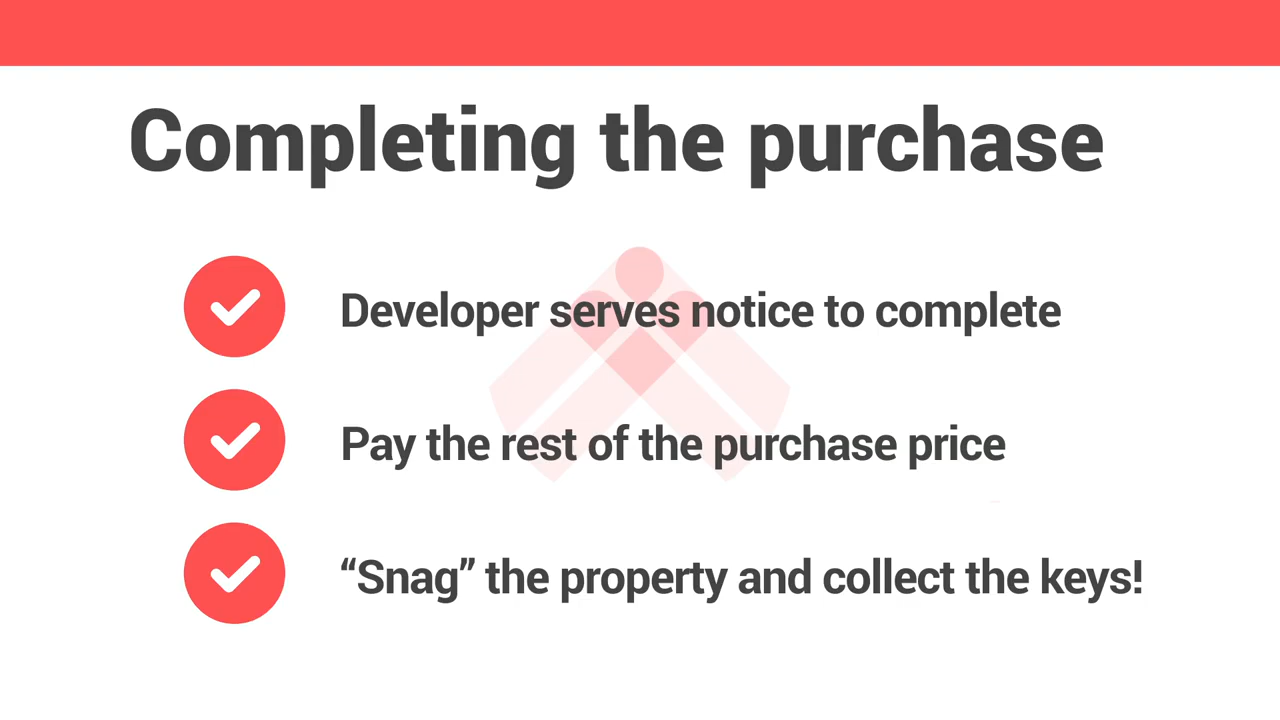 Completing the purchase
Developer serves notice to complete
Pay the rest of the purchase price
“Snag” the property and collect the keys!